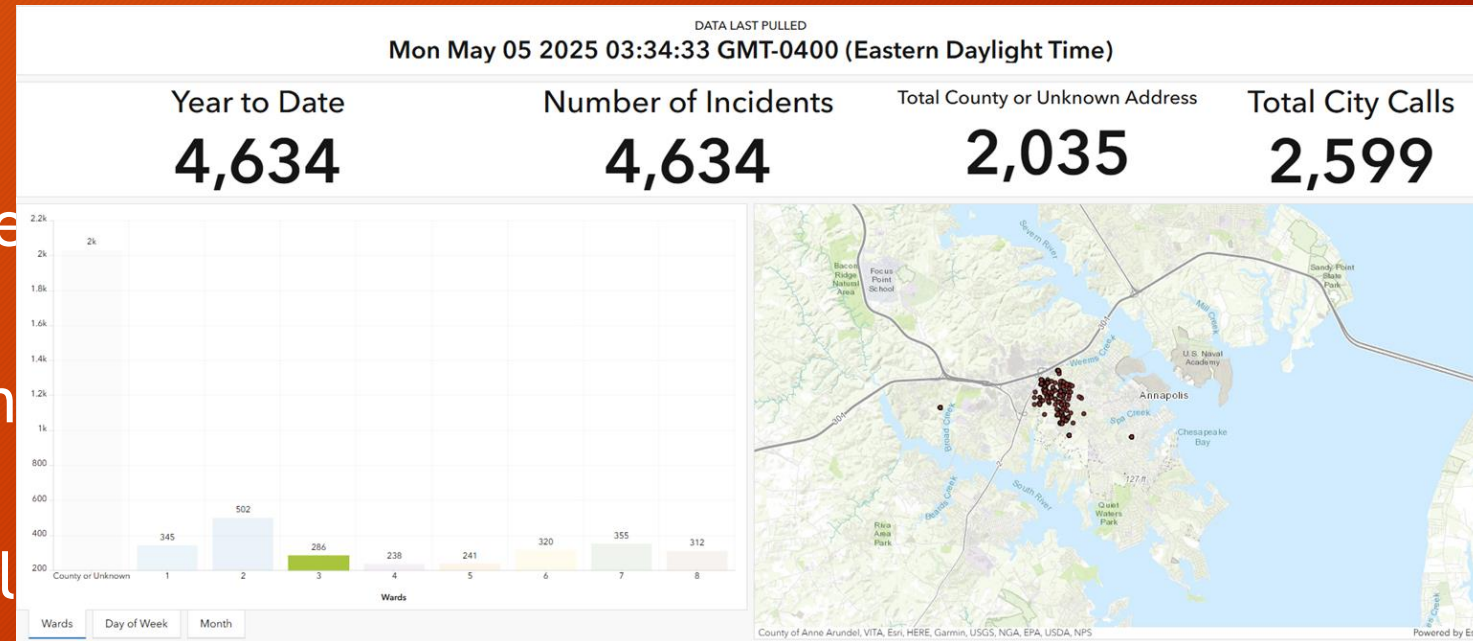 DATA LAST PULLED
Mon May 05 2025 03:34:33 GMT-0400 (Eastern Daylight Time)
Year to Date
4,634
Number of Incidents
4,634
Total County or Unknown Address
2,035
Total City Calls
2,599
2.2k
2k
1.8k
1.6k
1.4k
1.2k
1k
800
600
400
200
2k
345
502
286
238
241
320
355
312
County or Unknown
1
2
3
4
5
6
7
8
Wards
Wards
Day of Week
Month
Severn River
Bacon
Ridge
Natural
Area
Focus
Point
School
Sandy Point
State
Park
Mill Creek
Weems Creek
U.S. Naval
Academy
Annapolis
Spa Creek
Chesapeake
Bay
Broad Creek
South River
127 ft
Quiet
Waters
Park
Riva
Area
Park
County of Anne Arundel, VITA, Esri, HERE, Garmin, USGS, NGA, EPA, USDA, NPS
Powered by